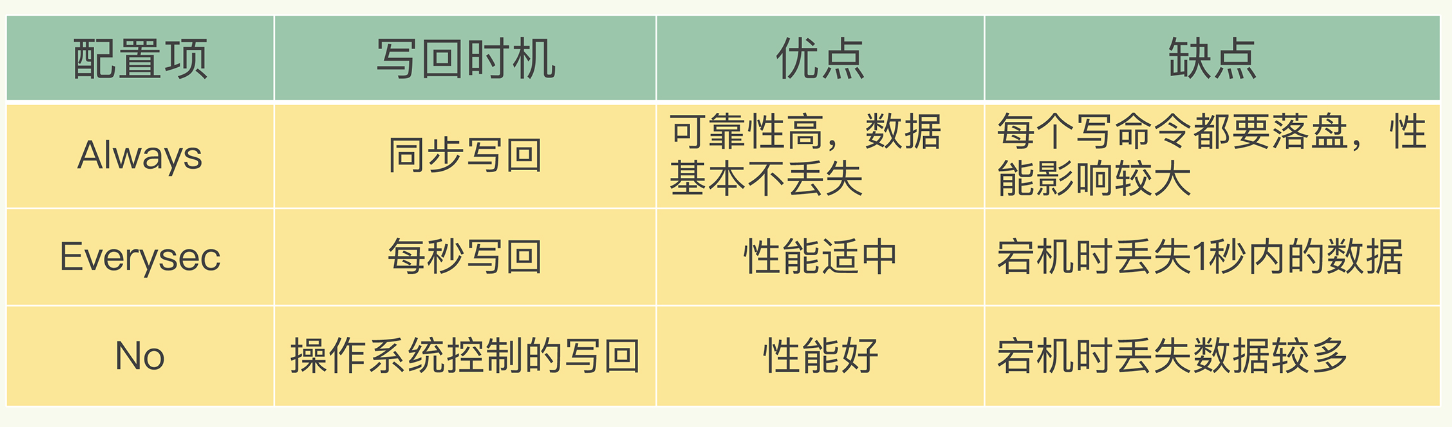 配置项 写回时机 优点 缺点
Always 同步写回 可靠性高，数据 每个写命令都要落盘，性
基本不丢失 能影响较大
Everysec 每秒写回 性能适中 宕机时丢失1秒内的数据
No 操作系统控制的写回 性能好 宕机时丢失数据较多